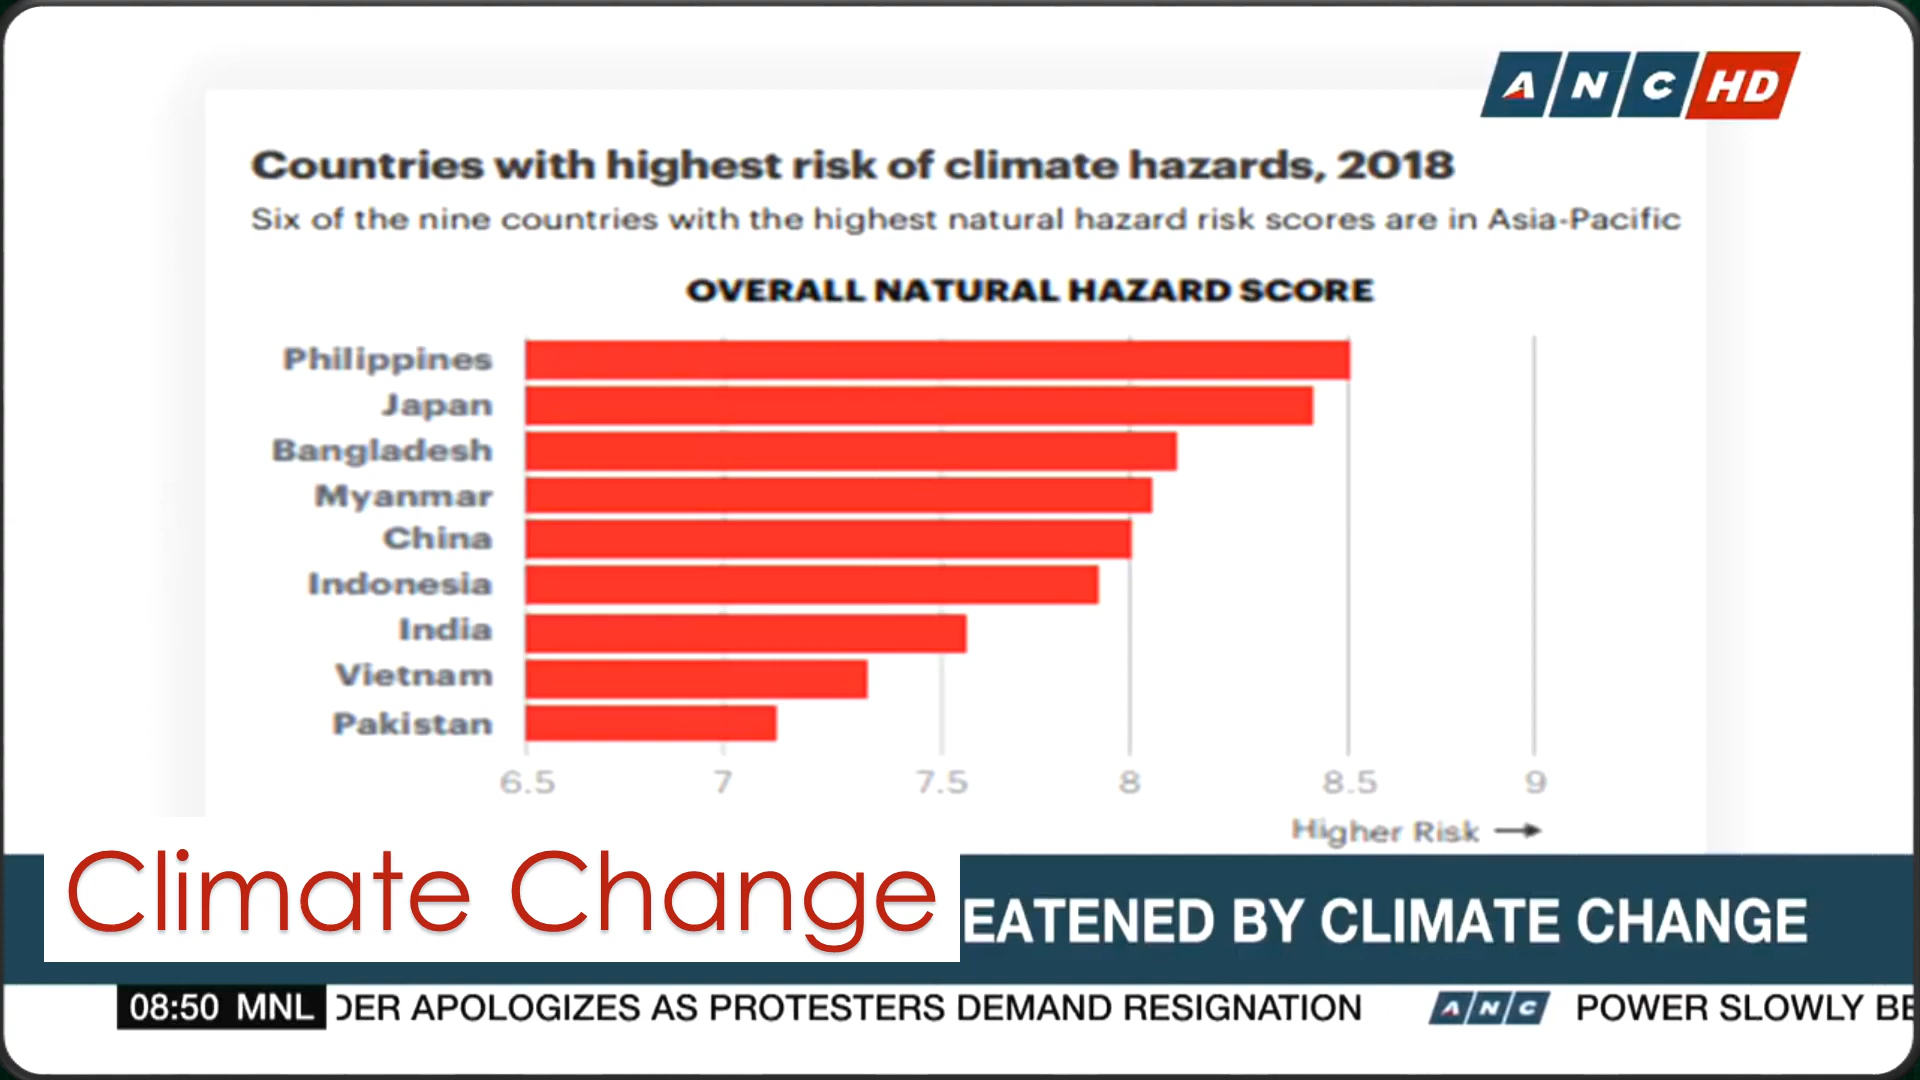 ANC HD
Countries with highest risk of climate hazards, 2018
Six of the nine countries with the highest natural hazard risk scores are in Asia-Pacific
OVERALL NATURAL HAZARD SCORE
Philippines
Japan
Bangladesh
Myanmar
China
Indonesia
India
Vietnam
Pakistan
6.5 7 7.5 8 8.5 9
Higher Risk →
Climate Change
EATENED BY CLIMATE CHANGE
08:50 MNL DER APOLOGIZES AS PROTESTERS DEMAND RESIGNATION ANC POWER SLOWLY BE